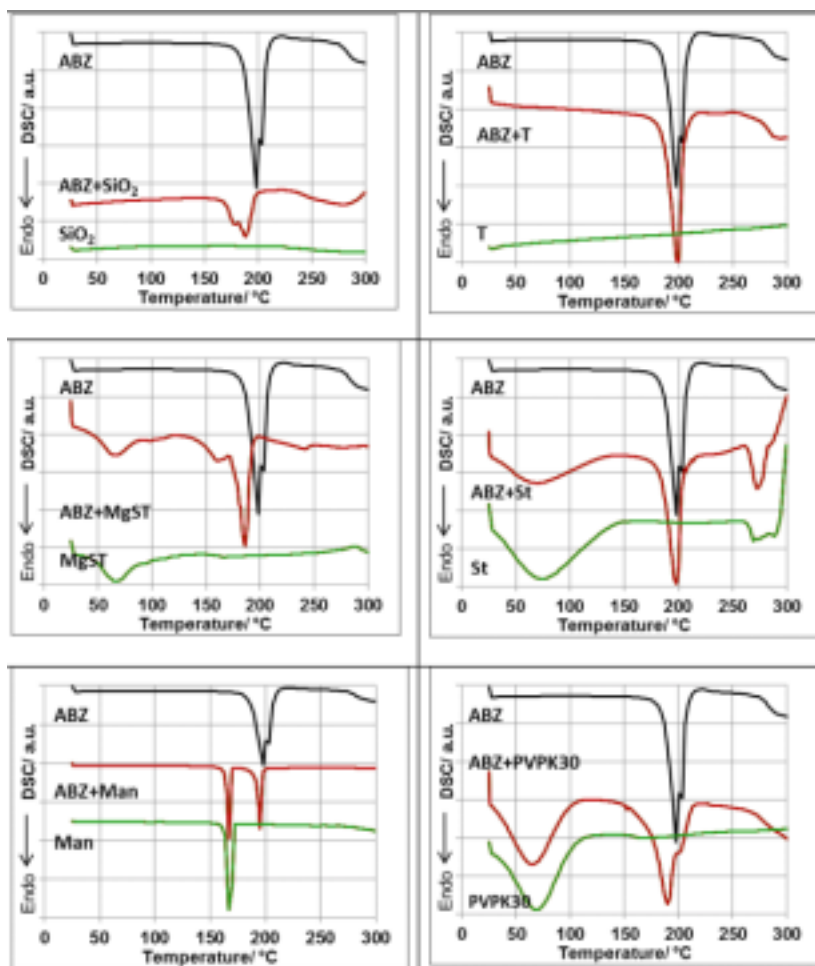 ABZ
ABZ+SiO₂
SiO₂
Endo <— DSC/ a.u.
0 50 100 150 200 250 300
Temperature/ °C
ABZ
ABZ+T
T
Endo <— DSC/ a.u.
0 50 100 150 200 250 300
Temperature/ °C
ABZ
ABZ+MgST
MgST
Endo <— DSC/ a.u.
0 50 100 150 200 250 300
Temperature/ °C
ABZ
ABZ+St
St
Endo <— DSC/ a.u.
0 50 100 150 200 250 300
Temperature/ °C
ABZ
ABZ+Man
Man
Endo <— DSC/ a.u.
0 50 100 150 200 250 300
Temperature/ °C
ABZ
ABZ+PVPK30
PVPK30
Endo <— DSC/ a.u.
0 50 100 150 200 250 300
Temperature/ °C